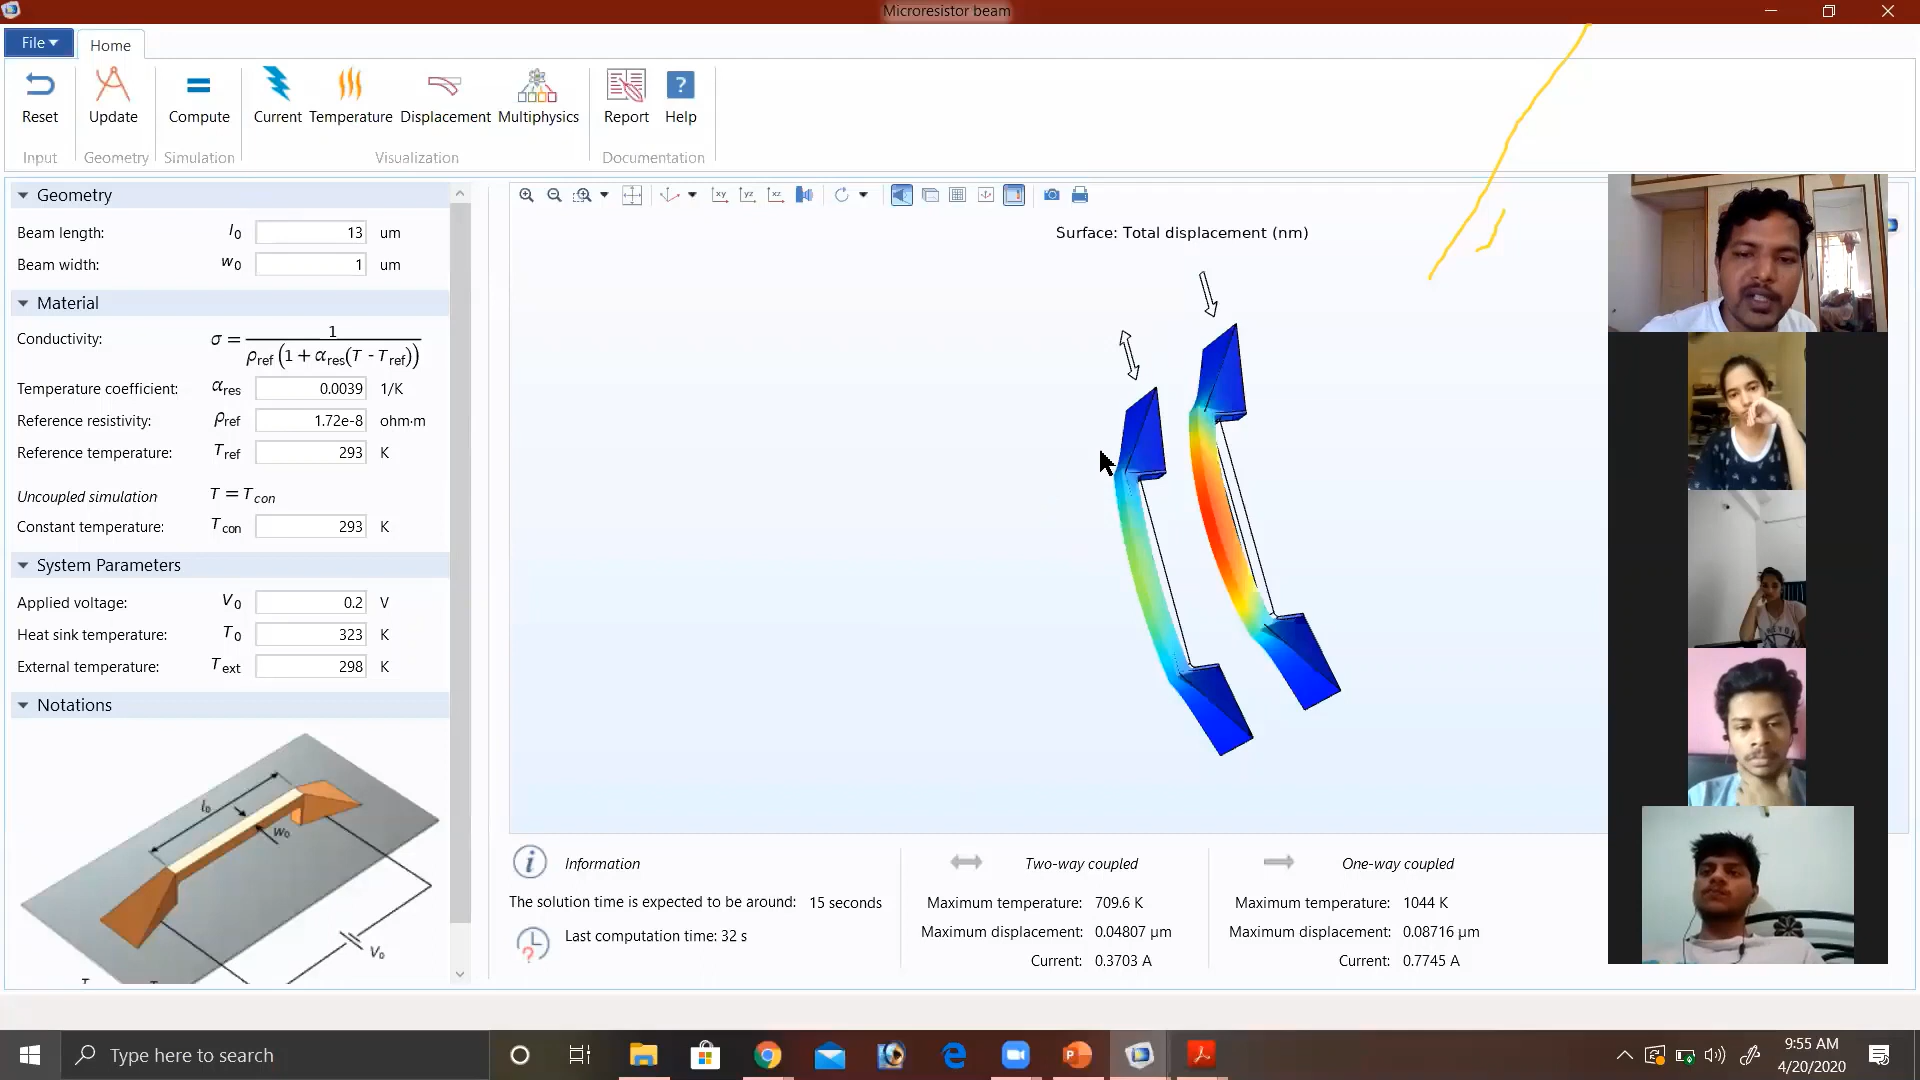 Microresistor beam
File Home
Reset Update Compute Current Temperature Displacement Multiphysics Report Help
Input Geometry Simulation Visualization Documentation
Geometry
Beam length: l0 13 um
Beam width: w0 1 um
Material
Conductivity: σ = 1 / ρref (1 + αres(T - Tref))
Temperature coefficient: αres 0.0039 1/K
Reference resistivity: ρref 1.72e-8 ohm·m
Reference temperature: Tref 293 K
Uncoupled simulation T = Tcon
Constant temperature: Tcon 293 K
System Parameters
Applied voltage: V0 0.2 V
Heat sink temperature: T0 323 K
External temperature: Text 298 K
Notations
l0
w0
V0
xy yz xz
Surface: Total displacement (nm)
Information
The solution time is expected to be around: 15 seconds
Last computation time: 32 s
Two-way coupled
Maximum temperature: 709.6 K
Maximum displacement: 0.04807 µm
Current: 0.3703 A
One-way coupled
Maximum temperature: 1044 K
Maximum displacement: 0.08716 µm
Current: 0.7745 A
Type here to search
9:55 AM
4/20/2020